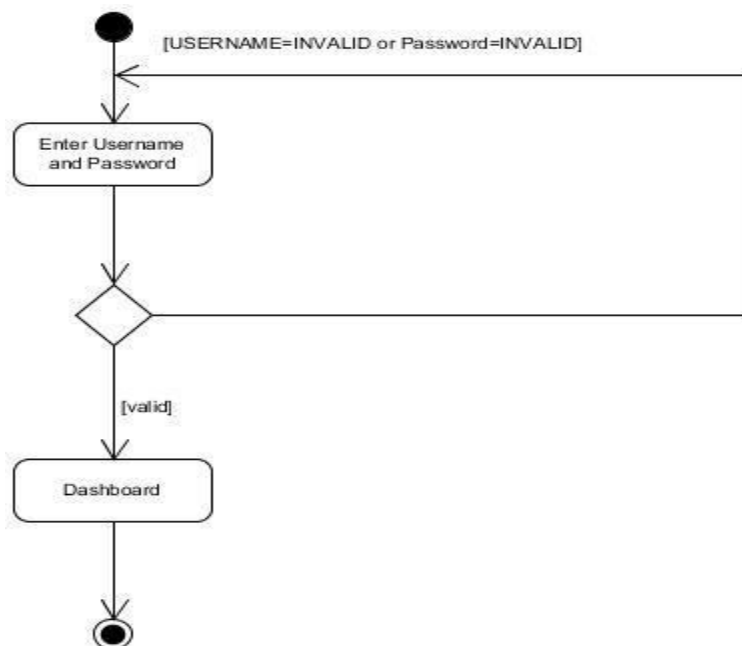 [USERNAME=INVALID or Password=INVALID]
Enter Username
and Password
[valid]
Dashboard